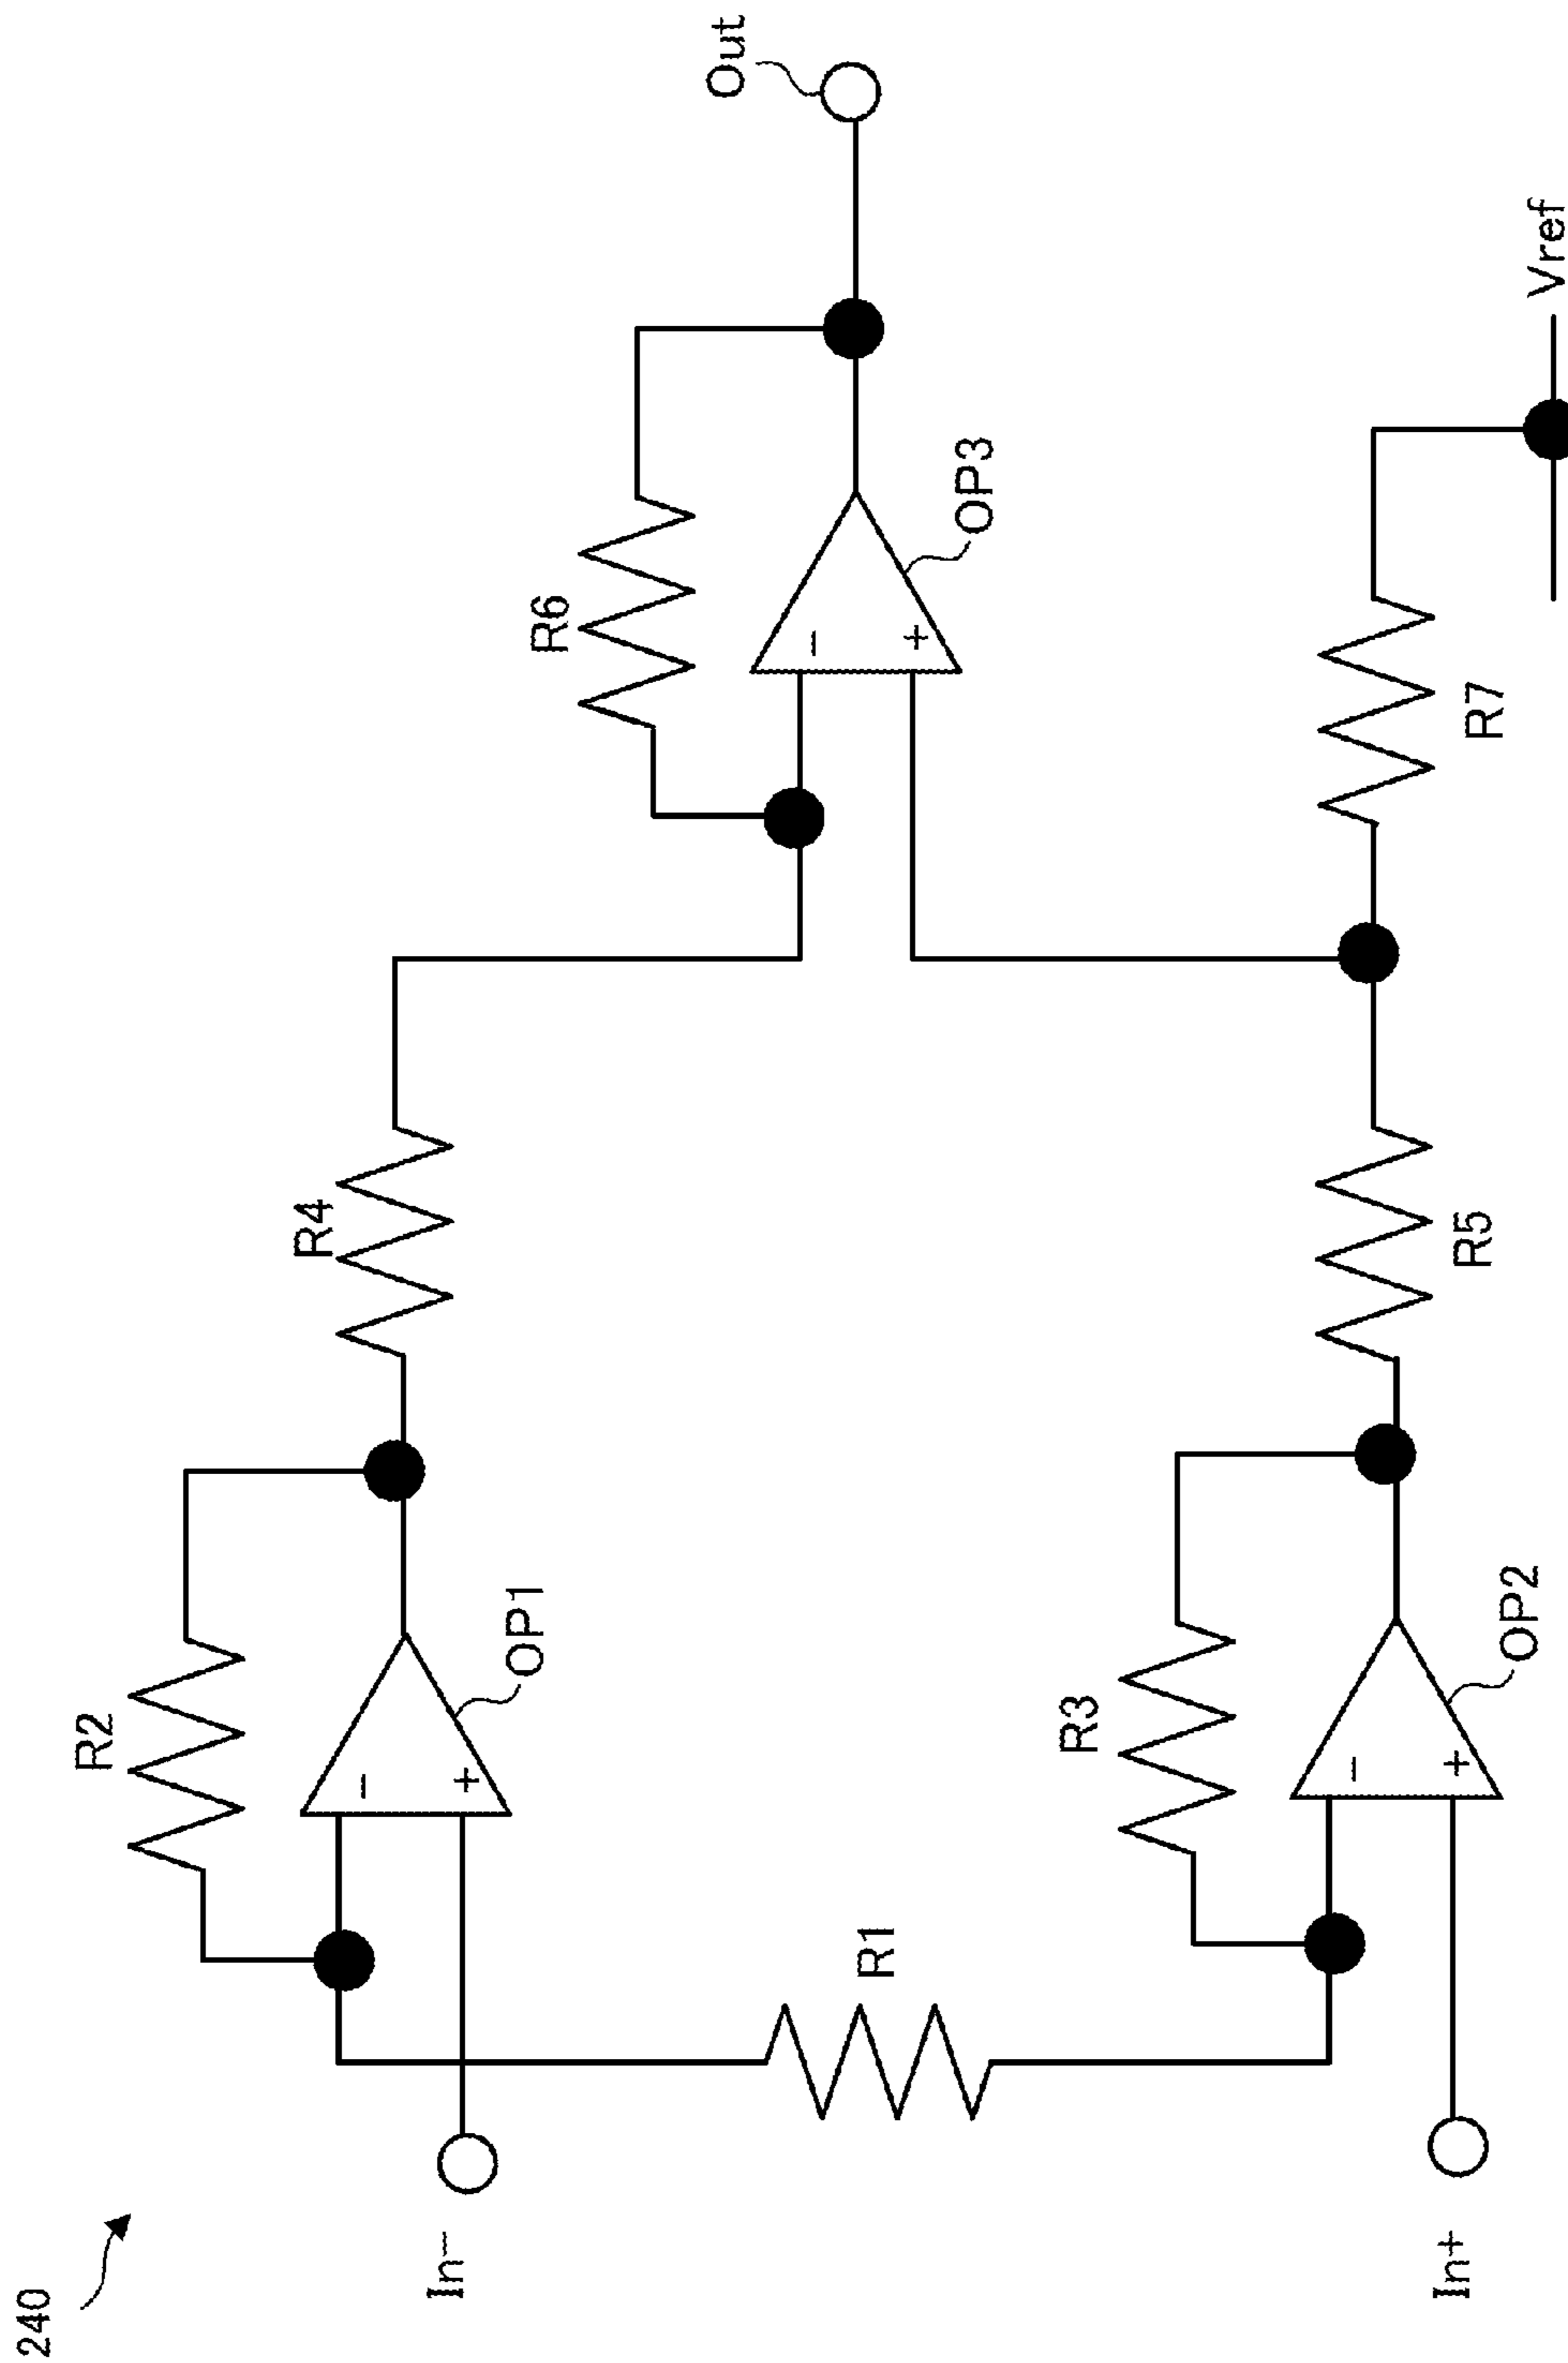 240
In−
In+
R2
OP1
R1
R3
OP2
R4
R5
R6
OP3
R7
Out
Vref
−
+
−
+
−
+